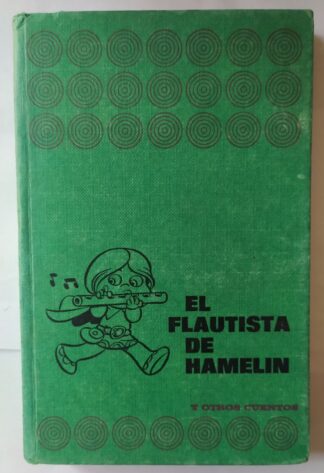 EL
FLAUTISTA
DE
HAMELIN
Y OTROS CUENTOS